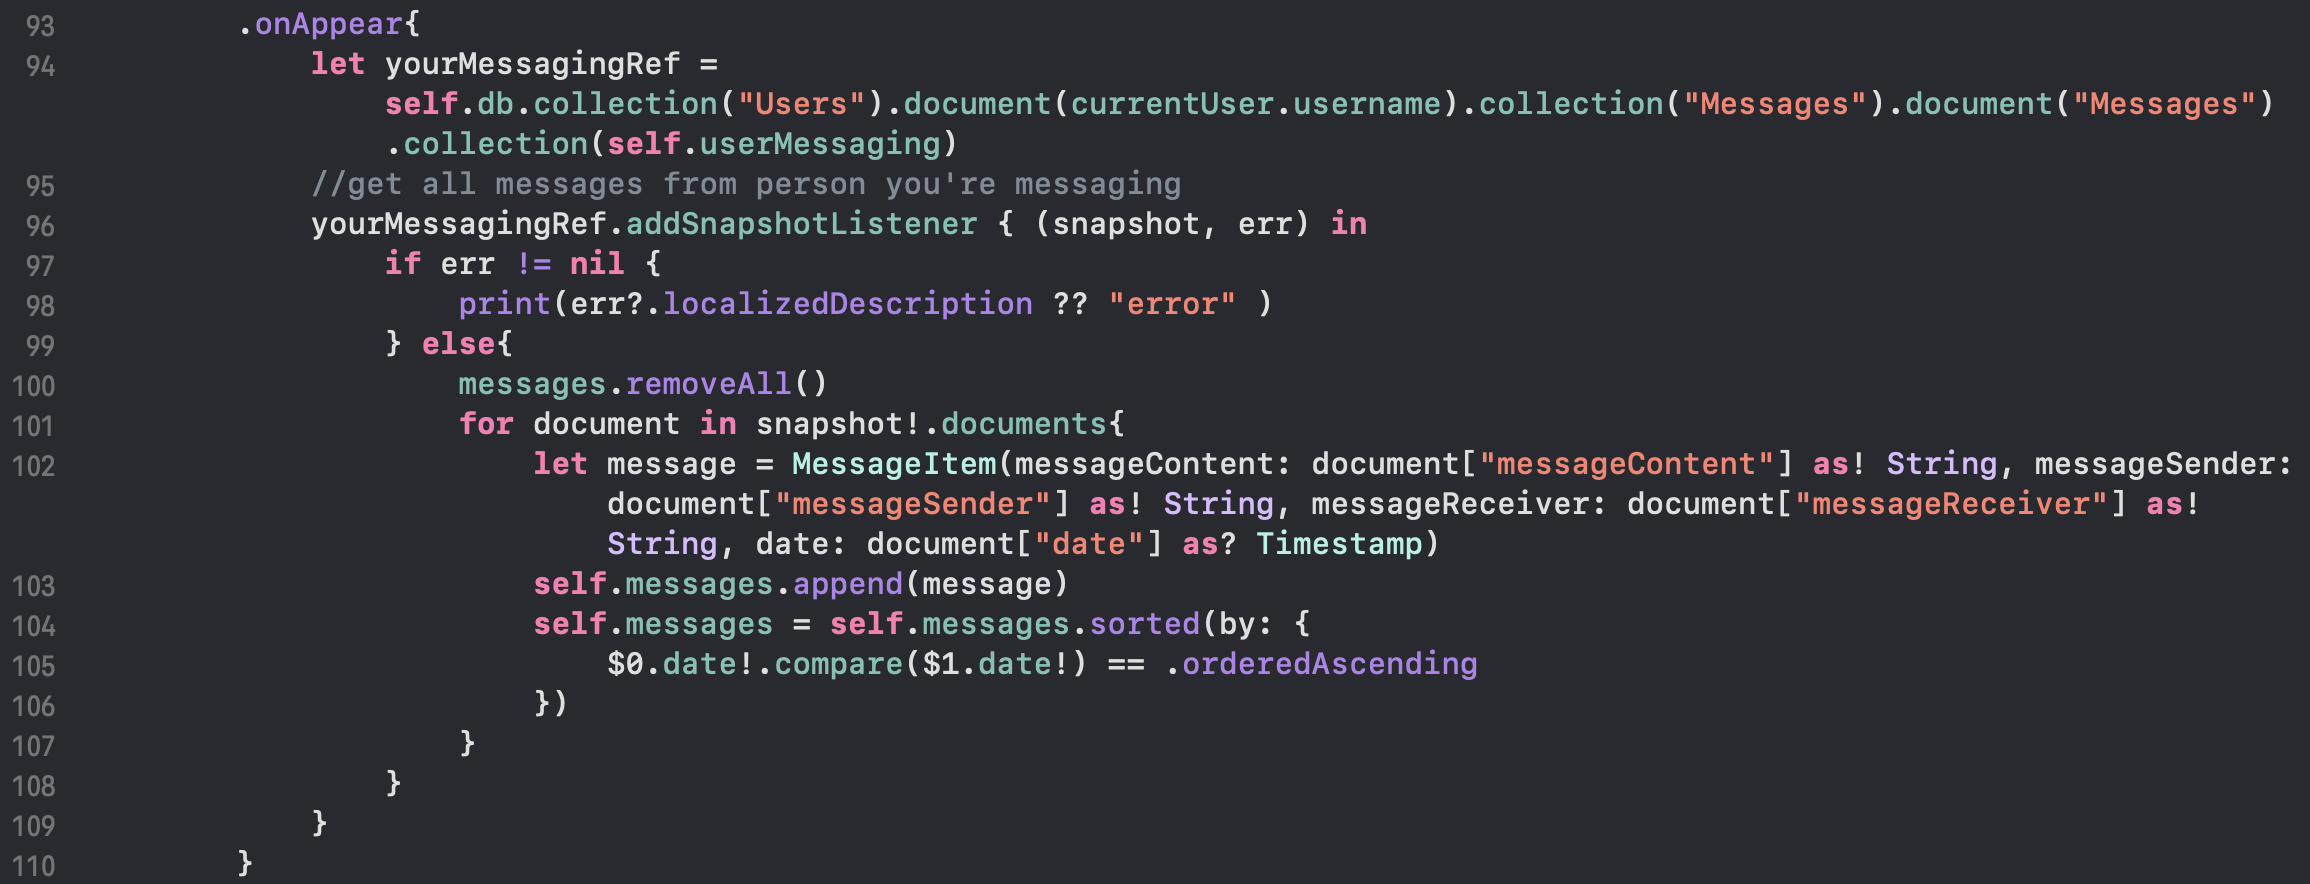 93 .onAppear{
94 let yourMessagingRef =
self.db.collection("Users").document(currentUser.username).collection("Messages").document("Messages")
.collection(self.userMessaging)
95 //get all messages from person you're messaging
96 yourMessagingRef.addSnapshotListener { (snapshot, err) in
97 if err != nil {
98 print(err?.localizedDescription ?? "error" )
99 } else{
100 messages.removeAll()
101 for document in snapshot!.documents{
102 let message = MessageItem(messageContent: document["messageContent"] as! String, messageSender:
document["messageSender"] as! String, messageReceiver: document["messageReceiver"] as!
String, date: document["date"] as? Timestamp)
103 self.messages.append(message)
104 self.messages = self.messages.sorted(by: {
105 $0.date!.compare($1.date!) == .orderedAscending
106 })
107 }
108 }
109 }
110 }